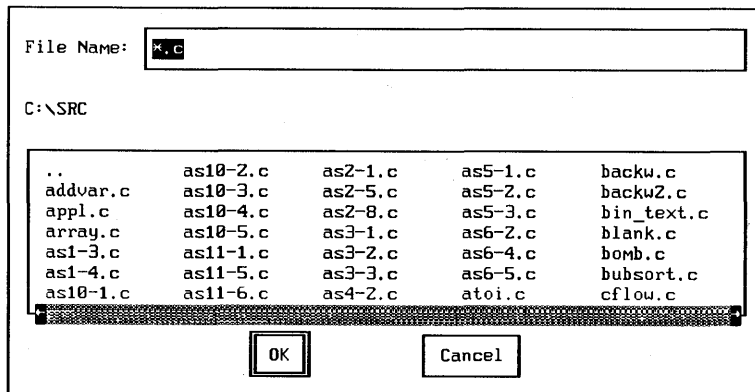 File Name: *.c
C:\SRC
.. as10-2.c as2-1.c as5-1.c backw.c
addvar.c as10-3.c as2-5.c as5-2.c backw2.c
appl.c as10-4.c as2-8.c as5-3.c bin_text.c
array.c as10-5.c as3-1.c as6-2.c blank.c
as1-3.c as11-1.c as3-2.c as6-4.c bomb.c
as1-4.c as11-5.c as3-3.c as6-5.c bubsort.c
as10-1.c as11-6.c as4-2.c atoi.c cflow.c
OK Cancel